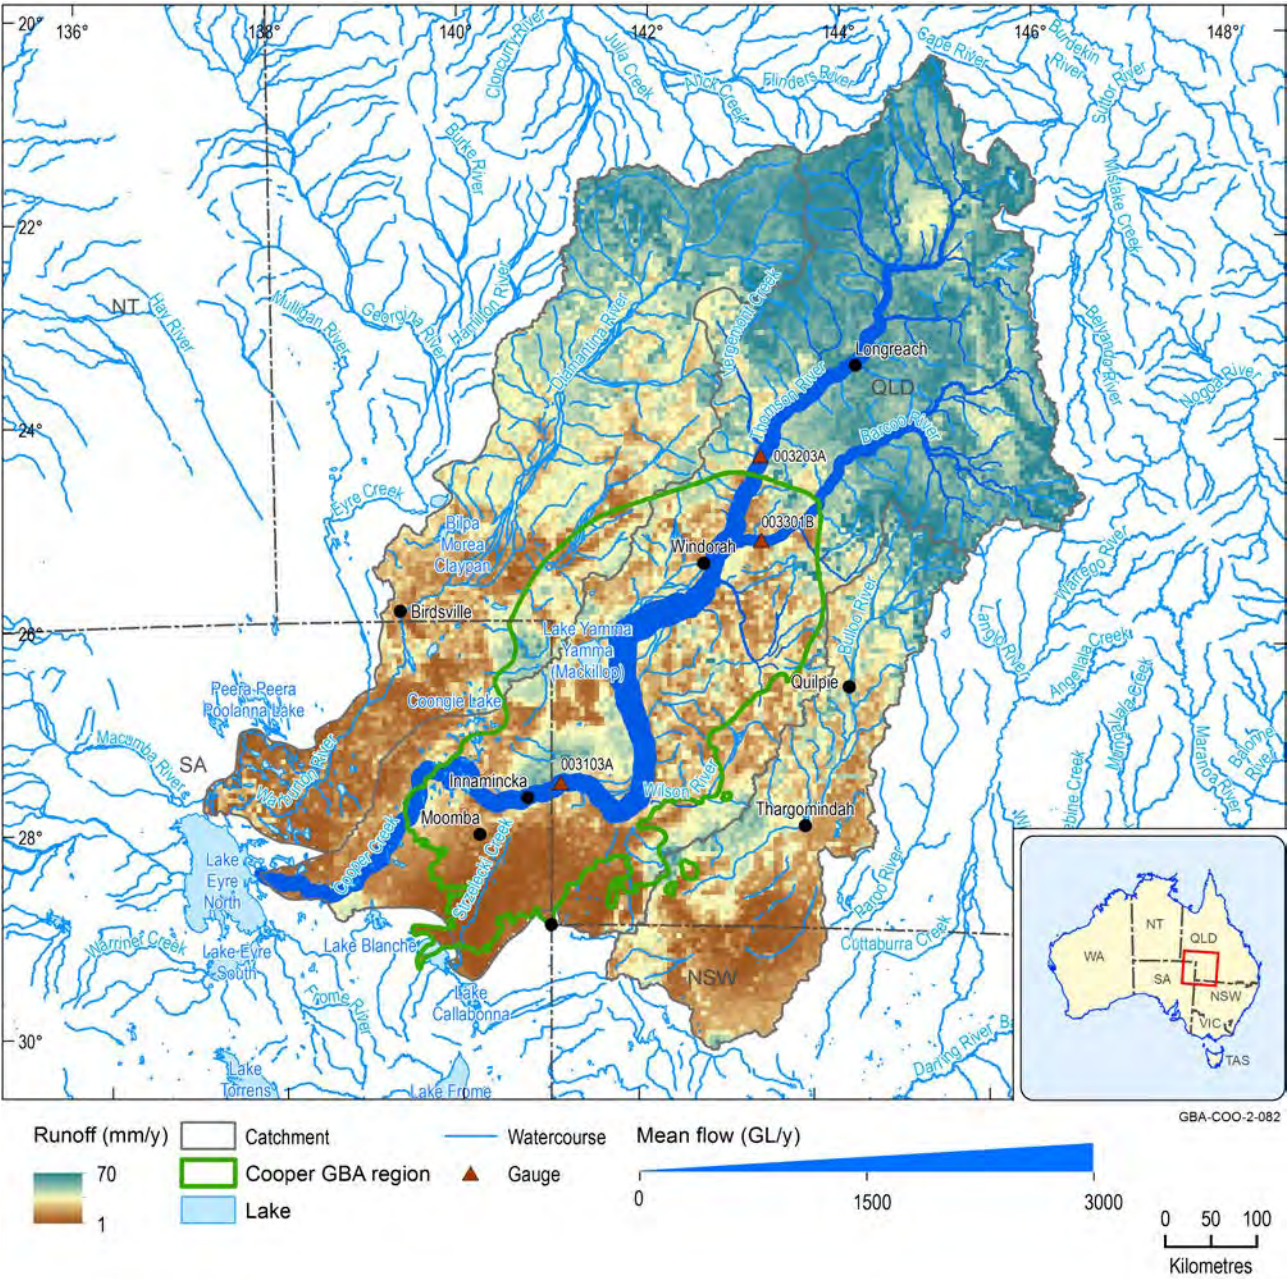 20°
136°
138°
140°
142°
144°
146°
148°
Cloncurry River
Julia Creek
Alick Creek
Flinders River
Cape River
Burdekin
River
Suttor River
Burke River
Mistake Creek
22°
NT
Hay River
Mulligan River
Georgina River
Hamilton River
Diamantina River
Vergemont Creek
Belyando River
Nogoa River
Longreach
QLD
Thomson River
Barcoo River
24°
003203A
Eyre Creek
Bilpa
Morea
Claypan
003301B
Windorah
Warrego River
Birdsville
26°
Lake Yamma
Yamma
(Mackillop)
Bulloo River
Langlo River
Angellala Creek
Quilpie
Mungallala Creek
Peera Peera
Poolanna Lake
Coongie Lake
Macumba River
SA
Warburton River
Maranoa River
Balonne
River
003103A
Innamincka
Wilson River
Moomba
Thargomindah
28°
Cooper Creek
Strzelecki Creek
Lake
Eyre
North
Paroo River
Warriner Creek
Lake Eyre
South
Lake Blanche
Cottaburra Creek
NSW
Frome River
Lake
Callabonna
30°
Lake
Torrens
Lake Frome
Darling River
WA
NT
QLD
SA
NSW
VIC
TAS
GBA-COO-2-082
Runoff (mm/y)
70
1
Catchment
Cooper GBA region
Lake
Watercourse
Gauge
Mean flow (GL/y)
0
1500
3000
0 50 100
Kilometres